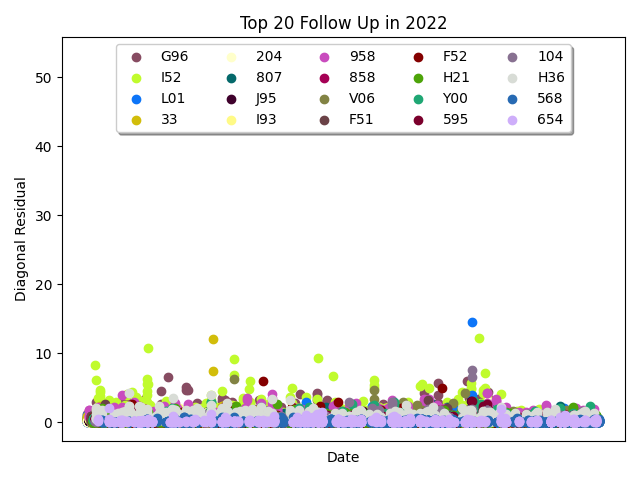 Top 20 Follow Up in 2022
G96 204 958 F52 104
I52 807 858 H21 H36
L01 J95 V06 Y00 568
33 I93 F51 595 654
50
40
30
20
10
0
Diagonal Residual
Date